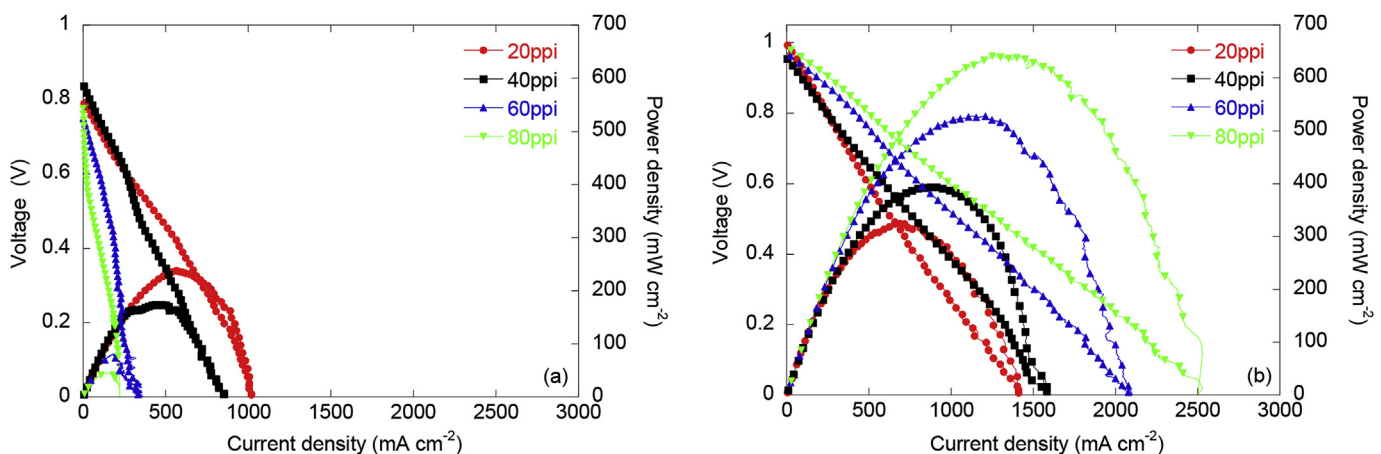 1
0.8
0.6
0.4
0.2
0
Voltage (V)
0
500
1000
1500
2000
2500
3000
Current density (mA cm-2)
700
600
500
400
300
200
100
0
Power density (mW cm-2)
20ppi
40ppi
60ppi
80ppi
(a)
1
0.8
0.6
0.4
0.2
0
Voltage (V)
0
500
1000
1500
2000
2500
3000
Current density (mA cm-2)
700
600
500
400
300
200
100
0
Power density (mW cm-2)
20ppi
40ppi
60ppi
80ppi
(b)